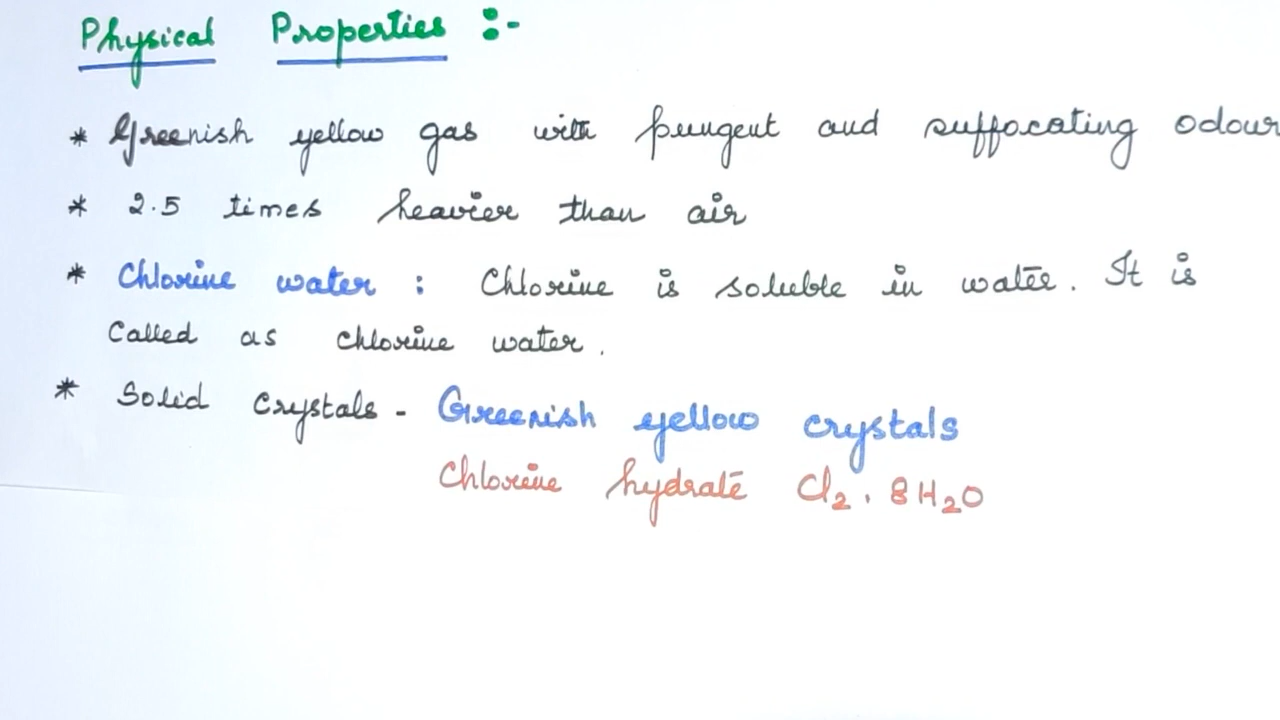 Physical Properties :-
* Greenish yellow gas with pungent and suffocating odour
* 2.5 times heavier than air
* Chlorine water : Chlorine is soluble in water. It is
Called as chlorine water.
* Solid crystals - Greenish yellow crystals
Chlorine hydrate Cl₂. 8H₂O